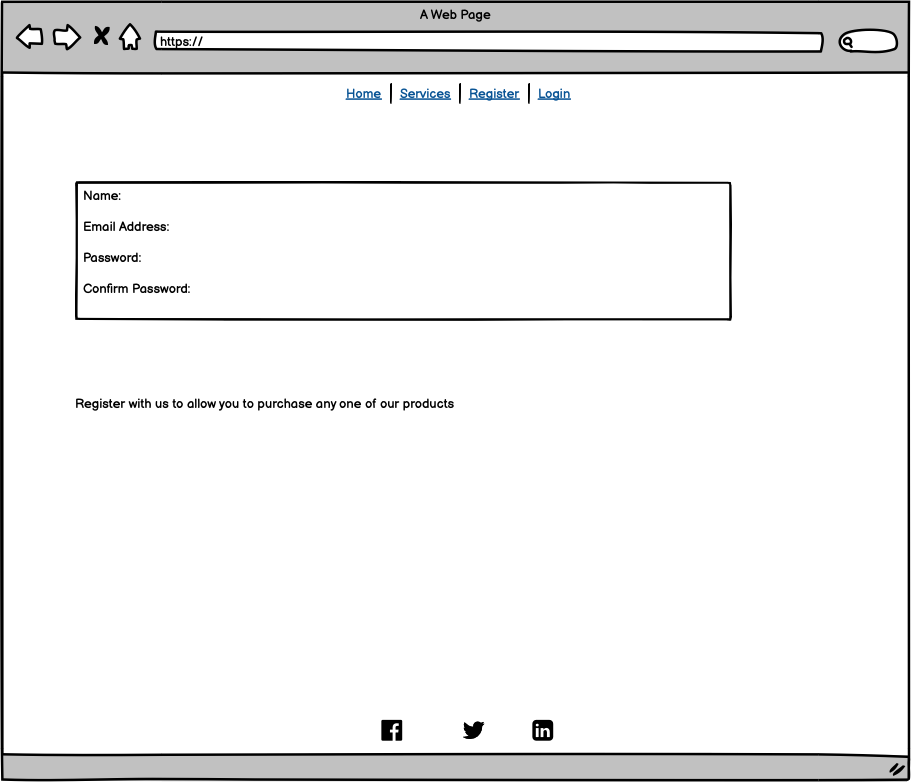 A Web Page
https://
Home Services Register Login
Name:
Email Address:
Password:
Confirm Password:
Register with us to allow you to purchase any one of our products